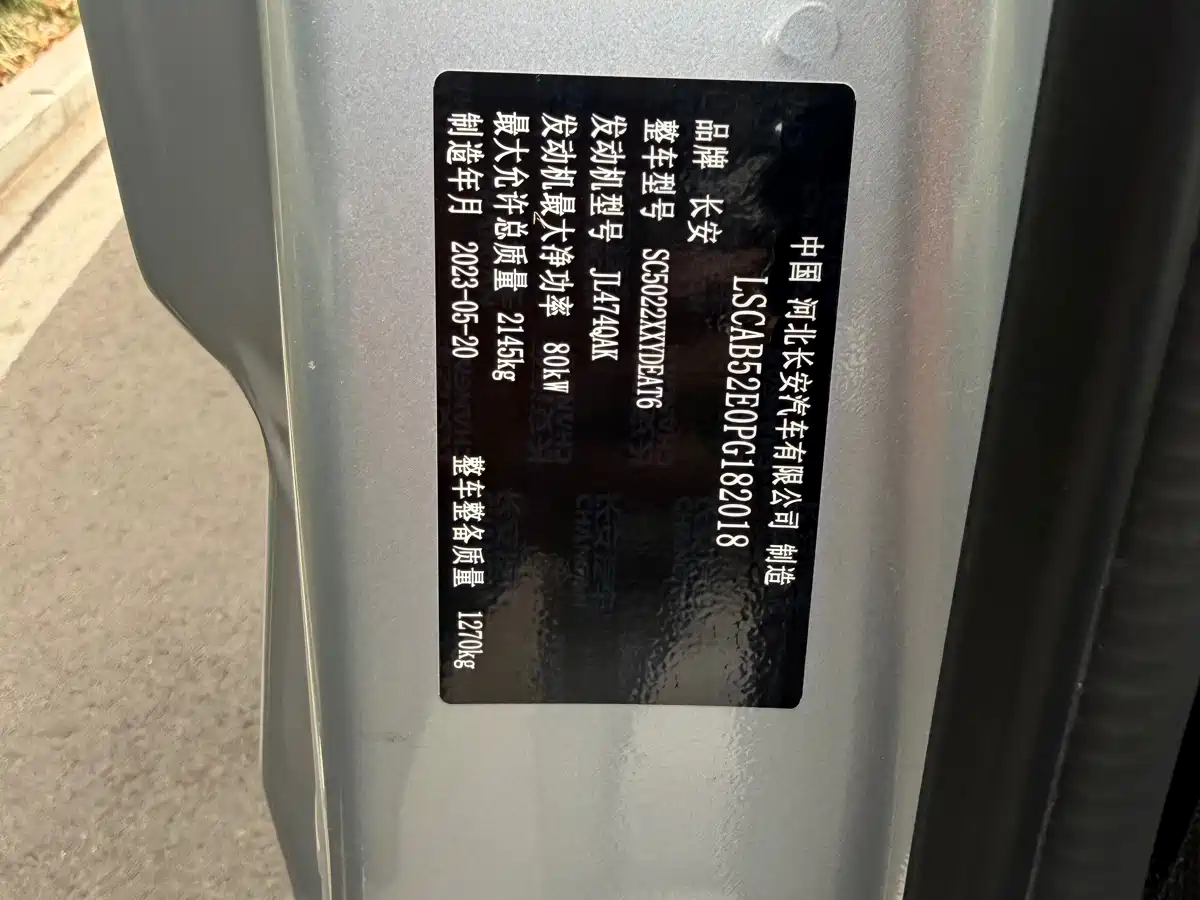 中国 河北长安汽车有限公司 制造
LSCAB52E0PG182018
品牌 长安
整车型号 SC5022XXYDEAT6
发动机型号 JL474QAK
发动机最大净功率 80kW
最大允许总质量 2145kg
制造年月 2023-05-20 整车整备质量 1270kg